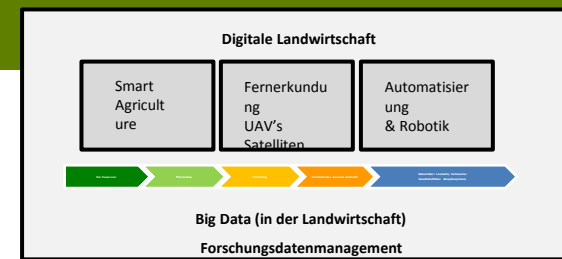 Digitale Landwirtschaft
Smart
Agricult
ure
Fernerkundu
ng
UAV's
Satelliten
Automatisier
ung
& Robotik
Big Data (in der Landwirtschaft)
Forschungsdatenmanagement